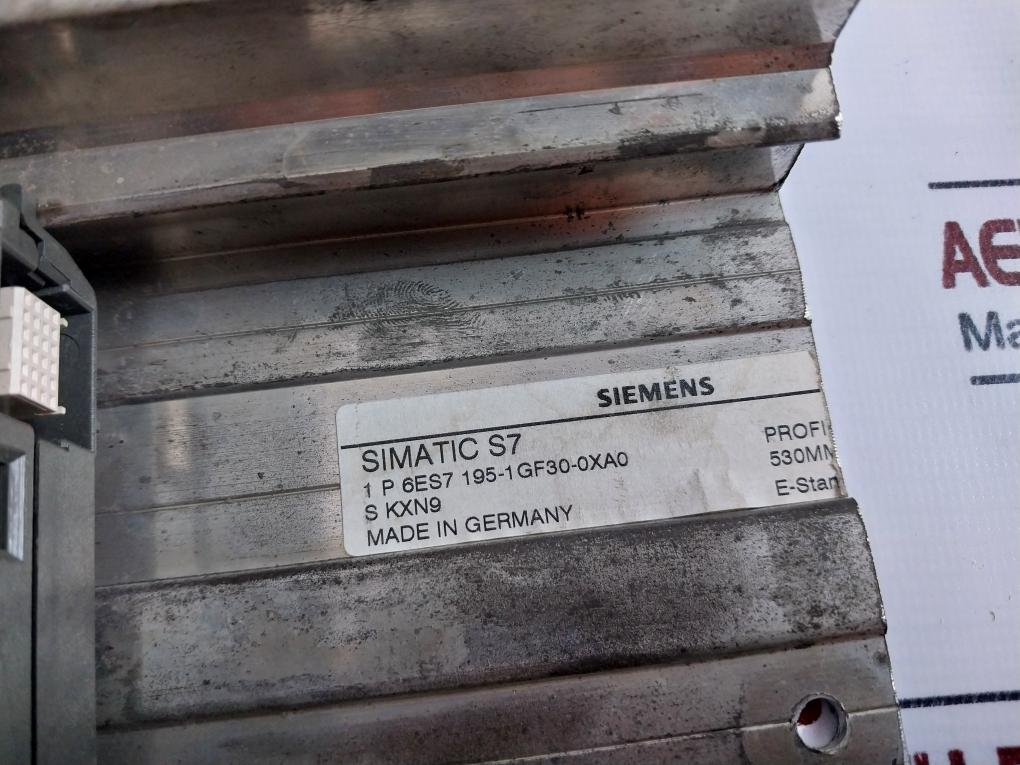 SIEMENS
SIMATIC S7
1 P 6ES7 195-1GF30-0XA0
S KXN9
MADE IN GERMANY
PROFI
530MM
E-Stan
AE
Ma